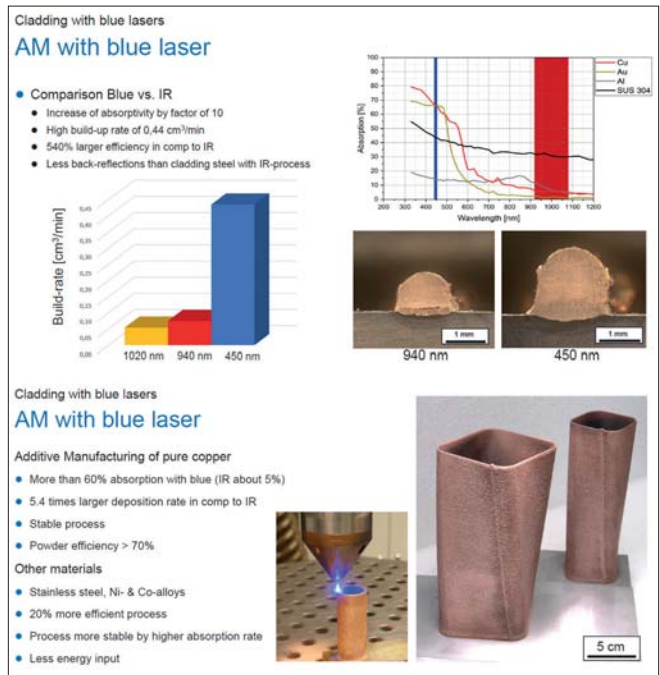 Cladding with blue lasers
AM with blue laser
Comparison Blue vs. IR
Increase of absorptivity by factor of 10
High build-up rate of 0,44 cm³/min
540% larger efficiency in comp to IR
Less back-reflections than cladding steel with IR-process
Build-rate [cm³/min]
0,45
0,40
0,35
0,30
0,25
0,20
0,15
0,10
0,05
0,00
1020 nm
940 nm
450 nm
Absorption [%]
100
90
80
70
60
50
40
30
20
10
0
200 300 400 500 600 700 800 900 1000 1100 1200
Wavelength [nm]
Cu
Au
Al
SUS 304
1 mm
1 mm
940 nm
450 nm
Cladding with blue lasers
AM with blue laser
Additive Manufacturing of pure copper
More than 60% absorption with blue (IR about 5%)
5.4 times larger deposition rate in comp to IR
Stable process
Powder efficiency > 70%
Other materials
Stainless steel, Ni- & Co-alloys
20% more efficient process
Process more stable by higher absorption rate
Less energy input
5 cm